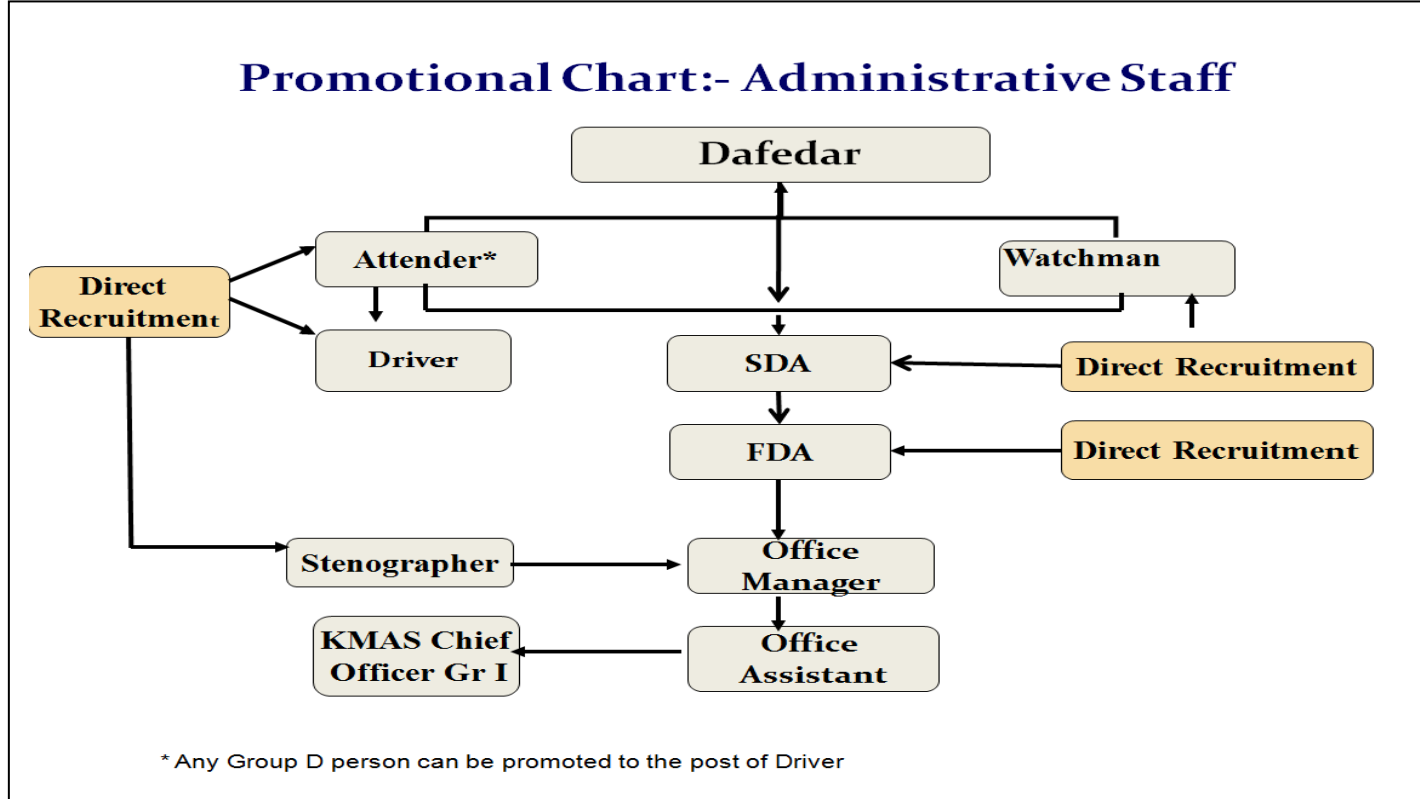 Promotional Chart:- Administrative Staff
Dafedar
Attender*
Watchman
Direct
Recruitment
Driver
SDA
Direct Recruitment
FDA
Direct Recruitment
Stenographer
Office
Manager
KMAS Chief
Officer Gr I
Office
Assistant
* Any Group D person can be promoted to the post of Driver